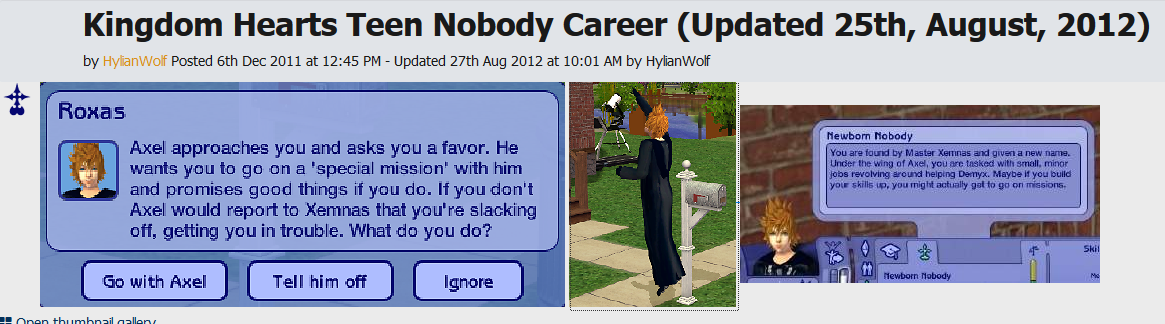 Kingdom Hearts Teen Nobody Career (Updated 25th, August, 2012)
by HylianWolf Posted 6th Dec 2011 at 12:45 PM - Updated 27th Aug 2012 at 10:01 AM by HylianWolf
Roxas
Axel approaches you and asks you a favor. He
wants you to go on a 'special mission' with him
and promises good things if you do. If you don't
Axel would report to Xemnas that you're slacking
off, getting you in trouble. What do you do?
Go with Axel
Tell him off
Ignore
Newborn Nobody
You are found by Master Xemnas and given a new name.
Under the wing of Axel, you are tasked with small, minor
jobs revolving around helping Demyx. Maybe if you build
your skills up, you might actually get to go on missions.
Skil
Newborn Nobody
Open thumbnail gallery